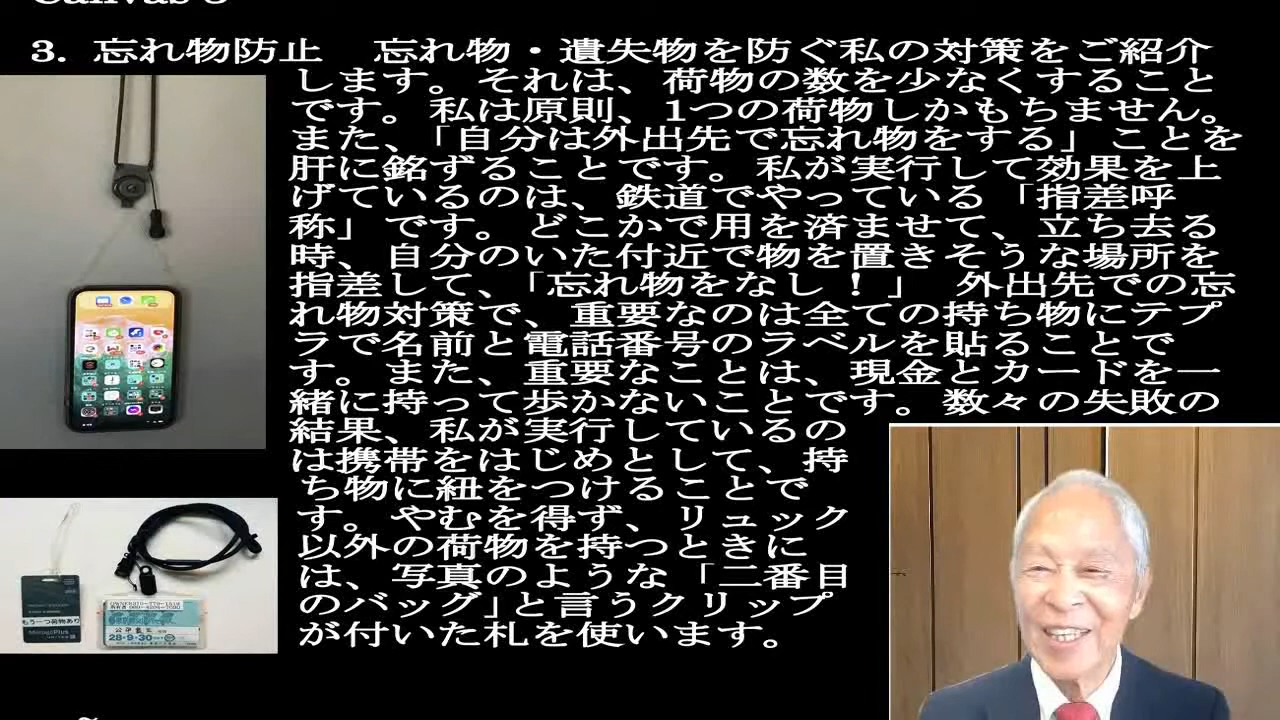 Canvas 3
3. 忘れ物防止　忘れ物・遺失物を防ぐ私の対策をご紹介
します。それは、荷物の数を少なくすること
です。私は原則、1つの荷物しかもちません。
また、「自分は外出先で忘れ物をする」 ことを
肝に銘ずることです。私が実行して効果を上
げているのは、鉄道でやっている 「指差呼
称」 です。どこかで用を済ませて、立ち去る
時、自分のいた付近で物を置きそうな場所を
指差して、「忘れ物をなし！」　外出先での忘
れ物対策で、重要なのは全ての持ち物にテプ
ラで名前と電話番号のラベルを貼ることで
す。また、重要なことは、現金とカードを一
緒に持って歩かないことです。数々の失敗の
結果、私が実行しているの
は携帯をはじめとして、持
ち物に紐をつけることで
す。やむを得ず、リュック
以外の荷物を持つときに
は、写真のような「二番目
のバッグ」と言うクリップ
が付いた札を使います。
もう一つ荷物あり
28-9-30